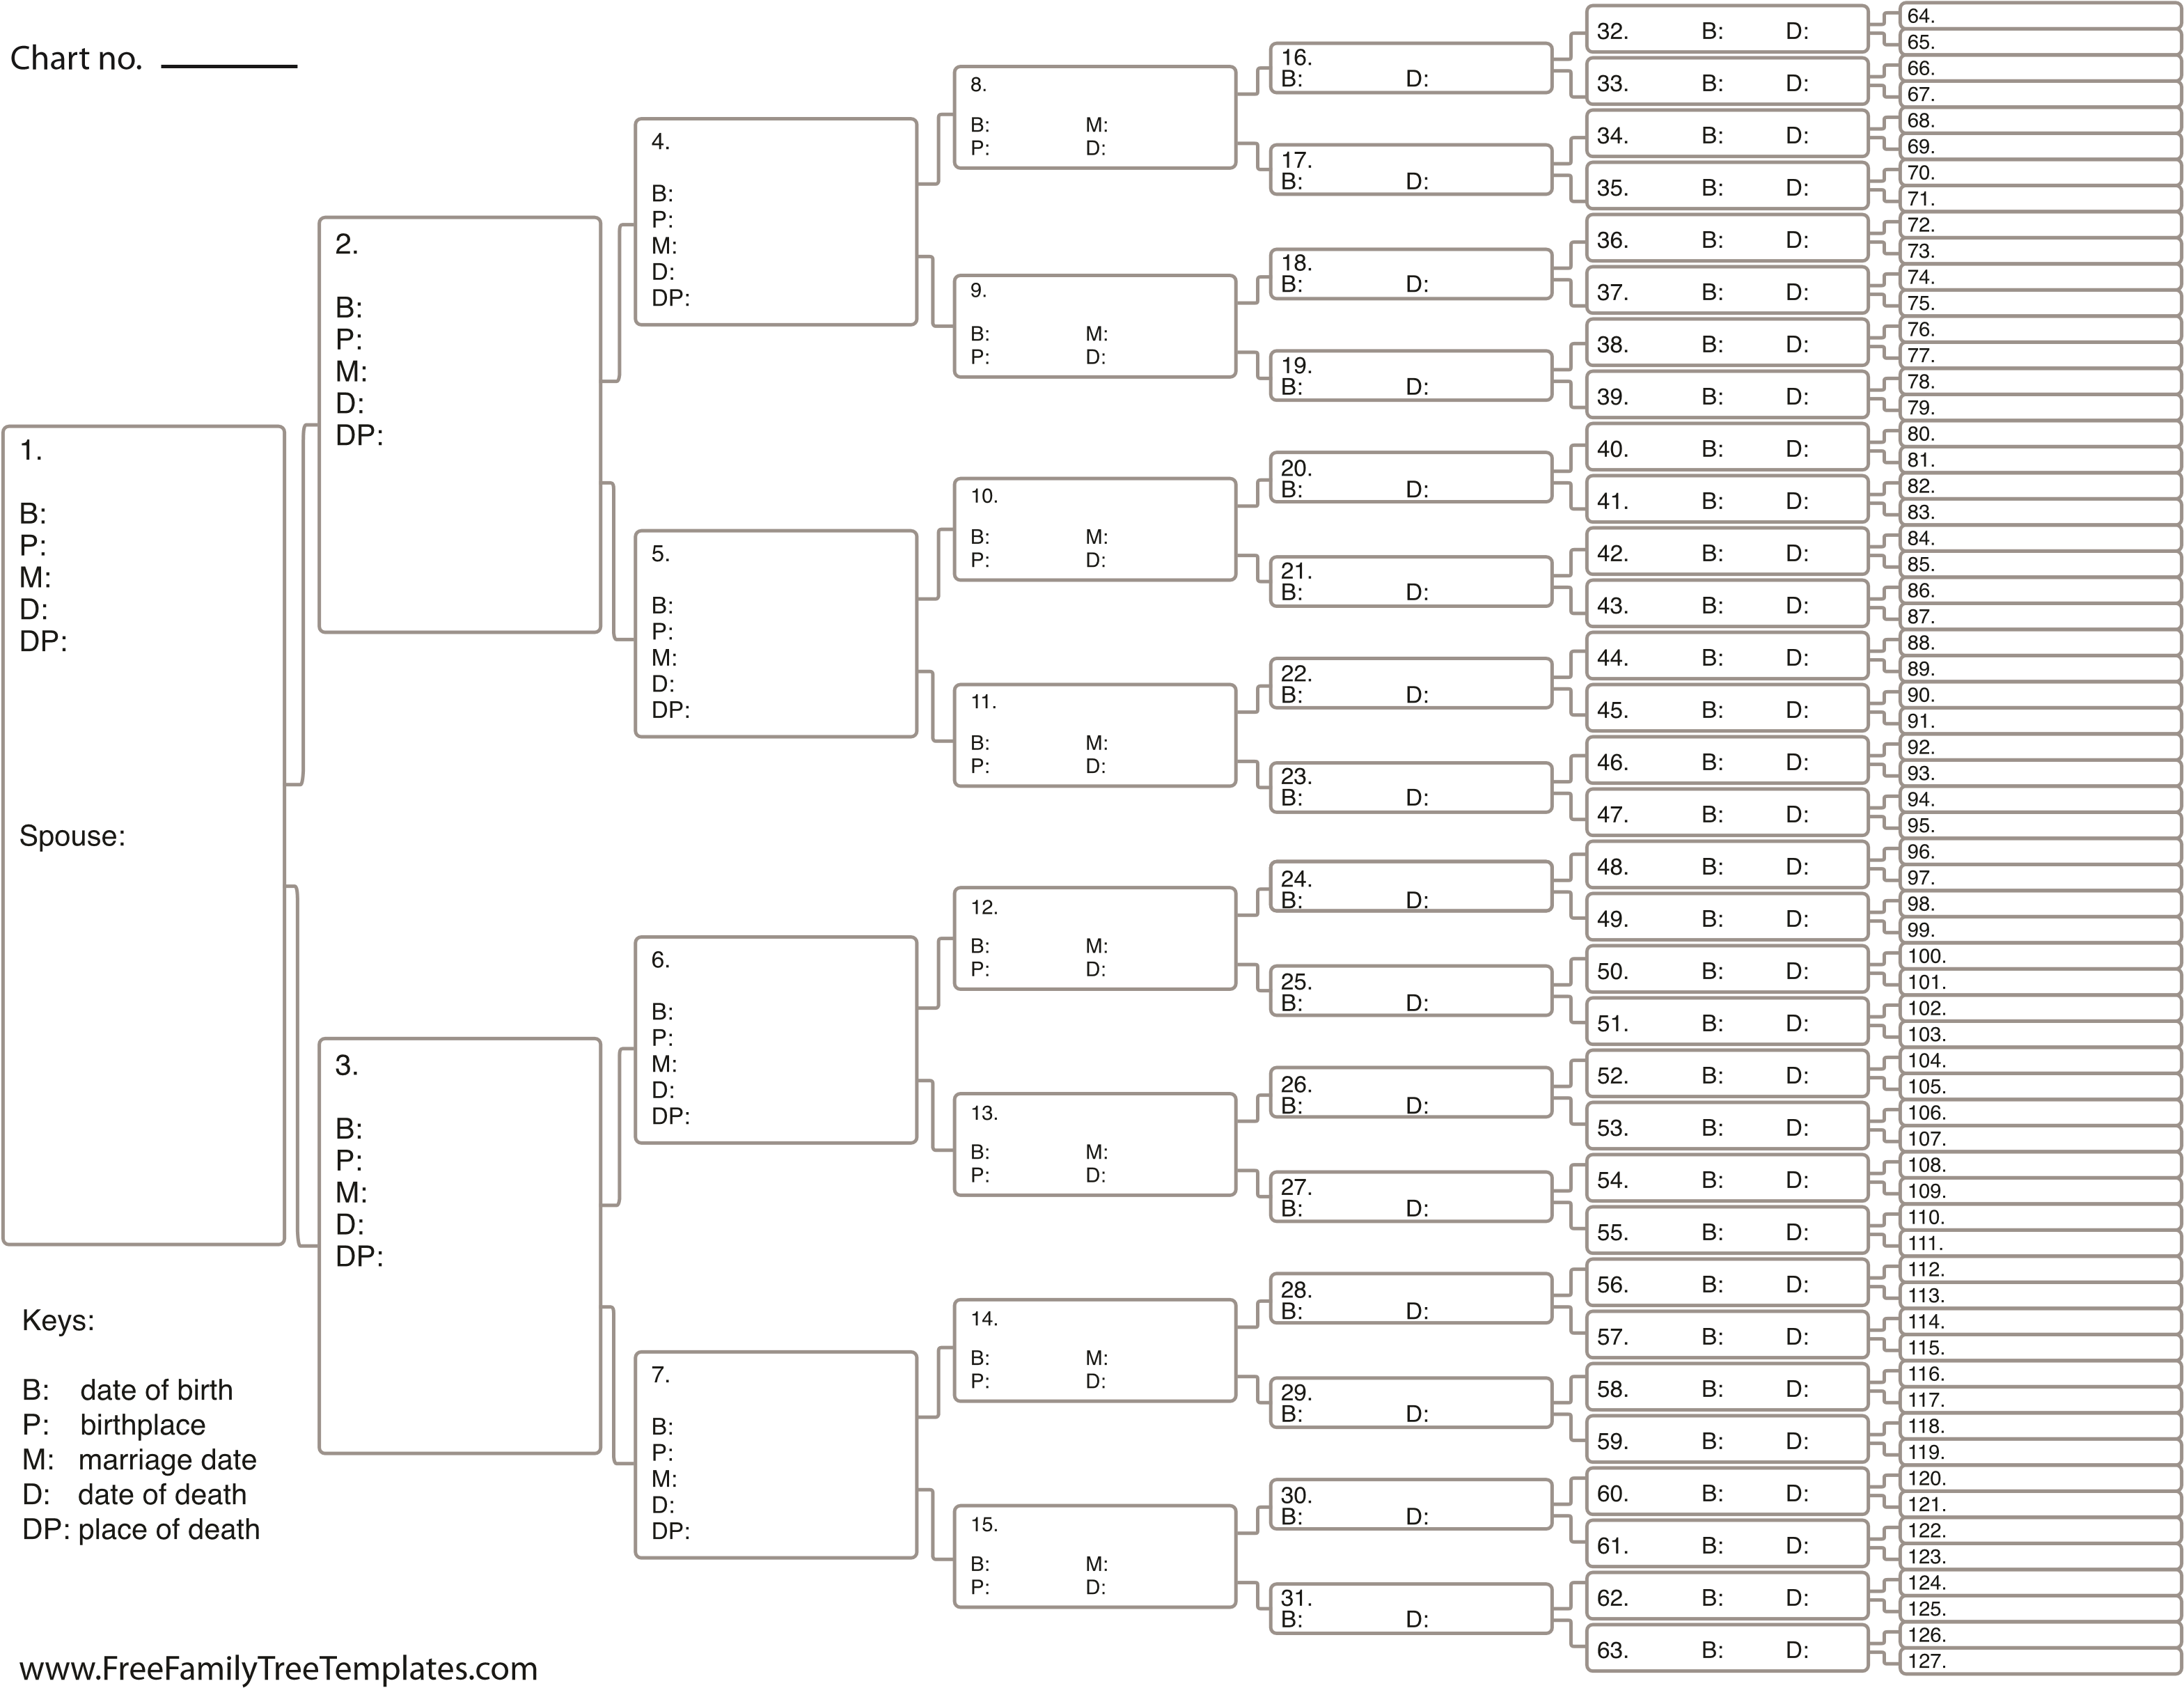 Chart no.
1.
B:
P:
M:
D:
DP:
Spouse:
Keys:
B: date of birth
P: birthplace
M: marriage date
D: date of death
DP: place of death
www.FreeFamilyTreeTemplates.com
2.
B:
P:
M:
D:
DP:
3.
B:
P:
M:
D:
DP:
4.
B:
P:
M:
D:
DP:
5.
B:
P:
M:
D:
DP:
6.
B:
P:
M:
D:
DP:
7.
B:
P:
M:
D:
DP:
8.
B: M:
P: D:
9.
B: M:
P: D:
10.
B: M:
P: D:
11.
B: M:
P: D:
12.
B: M:
P: D:
13.
B: M:
P: D:
14.
B: M:
P: D:
15.
B: M:
P: D:
16.
B: D:
17.
B: D:
18.
B: D:
19.
B: D:
20.
B: D:
21.
B: D:
22.
B: D:
23.
B: D:
24.
B: D:
25.
B: D:
26.
B: D:
27.
B: D:
28.
B: D:
29.
B: D:
30.
B: D:
31.
B: D:
32. B: D:
33. B: D:
34. B: D:
35. B: D:
36. B: D:
37. B: D:
38. B: D:
39. B: D:
40. B: D:
41. B: D:
42. B: D:
43. B: D:
44. B: D:
45. B: D:
46. B: D:
47. B: D:
48. B: D:
49. B: D:
50. B: D:
51. B: D:
52. B: D:
53. B: D:
54. B: D:
55. B: D:
56. B: D:
57. B: D:
58. B: D:
59. B: D:
60. B: D:
61. B: D:
62. B: D:
63. B: D:
64.
65.
66.
67.
68.
69.
70.
71.
72.
73.
74.
75.
76.
77.
78.
79.
80.
81.
82.
83.
84.
85.
86.
87.
88.
89.
90.
91.
92.
93.
94.
95.
96.
97.
98.
99.
100.
101.
102.
103.
104.
105.
106.
107.
108.
109.
110.
111.
112.
113.
114.
115.
116.
117.
118.
119.
120.
121.
122.
123.
124.
125.
126.
127.